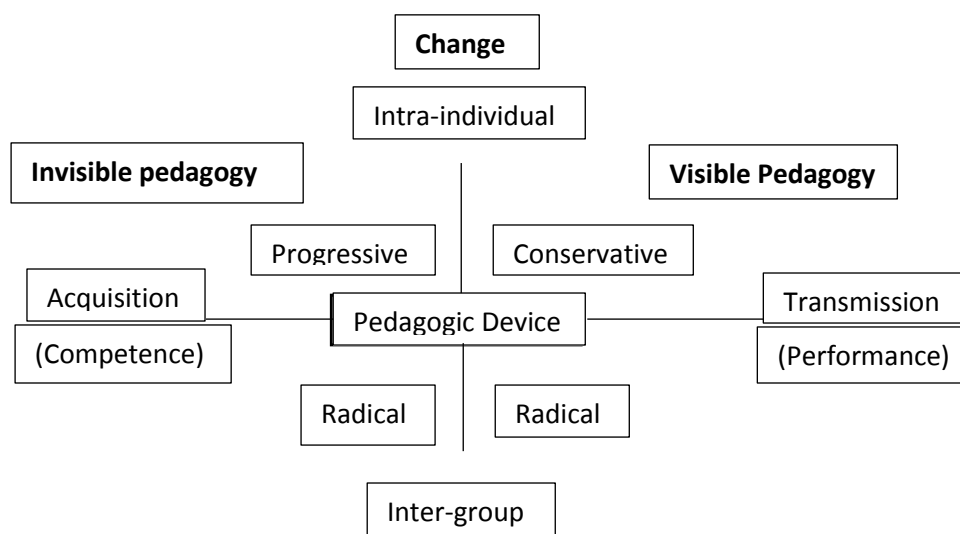 Change
Intra-individual
Invisible pedagogy
Visible Pedagogy
Progressive
Conservative
Acquisition
Transmission
Pedagogic Device
(Competence)
(Performance)
Radical
Radical
Inter-group